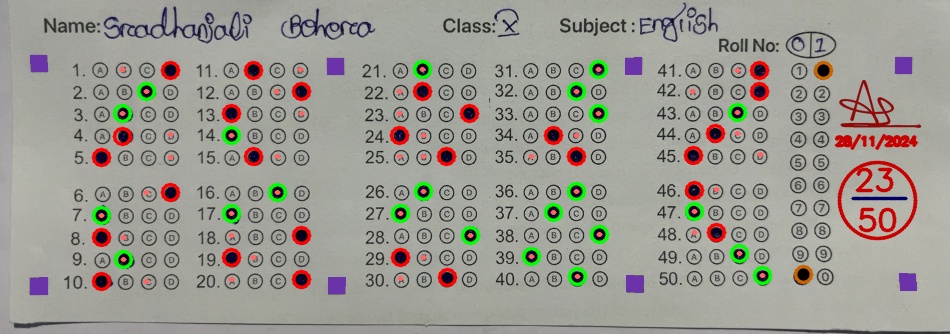 Name: Sradhanjali Behera Class: X Subject: English
Roll No: 0 1
1. A B C 11. A C D 21. A C D 31. A B C 41. A B C 1
2. A B D 12. A B C 22. A C D 32. A B D 42. A B C 2 2
3. A C D 13. B C D 23. A B C 33. A B C 43. A B D 3 3
4. A C D 14. B C D 24. B C D 34. A C D 44. A C D 4 4
28/11/2024
5. B C D 15. A C D 25. A B D 35. A B D 45. B C D 5 5
6. A B C 16. A B D 26. A C D 36. A B D 46. B C D 6 6
23
7. B C D 17. B C D 27. B C D 37. A C D 47. B C D 7 7
50
8. B C D 18. A B C 28. A B C 38. A B C 48. A C D 8 8
9. A C D 19. B C D 29. B C D 39. B C D 49. A B D 9 9
10. B C D 20. A B C 30. A B D 40. A B D 50. A B C 0